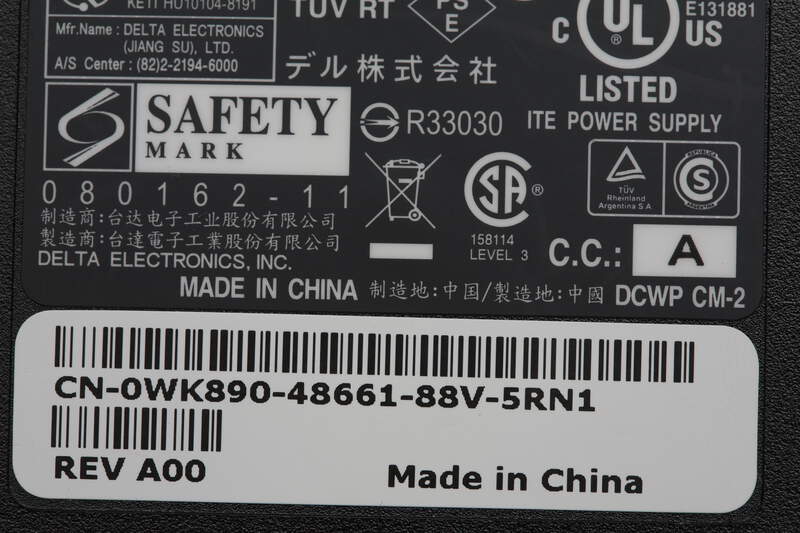 KETI HU10104-8191
Mfr.Name : DELTA ELECTRONICS
(JIANG SU), LTD.
A/S Center : (82)2-2194-6000
TUV RT
PS
E
デル株式会社
C UL US
®
E131881
LISTED
ITE POWER SUPPLY
SAFETY
MARK
080162-11
R33030
SA ®
158114
LEVEL 3
TÜV
Rheinland
Argentina S.A.
REPUBLICA
S
ARGENTINA
制造商:台达电子工业股份有限公司
製造商:台達電子工業股份有限公司
DELTA ELECTRONICS, INC.
C.C.: A
MADE IN CHINA 制造地:中国/製造地:中國 DCWP CM-2
CN-0WK890-48661-88V-5RN1
REV A00
Made in China